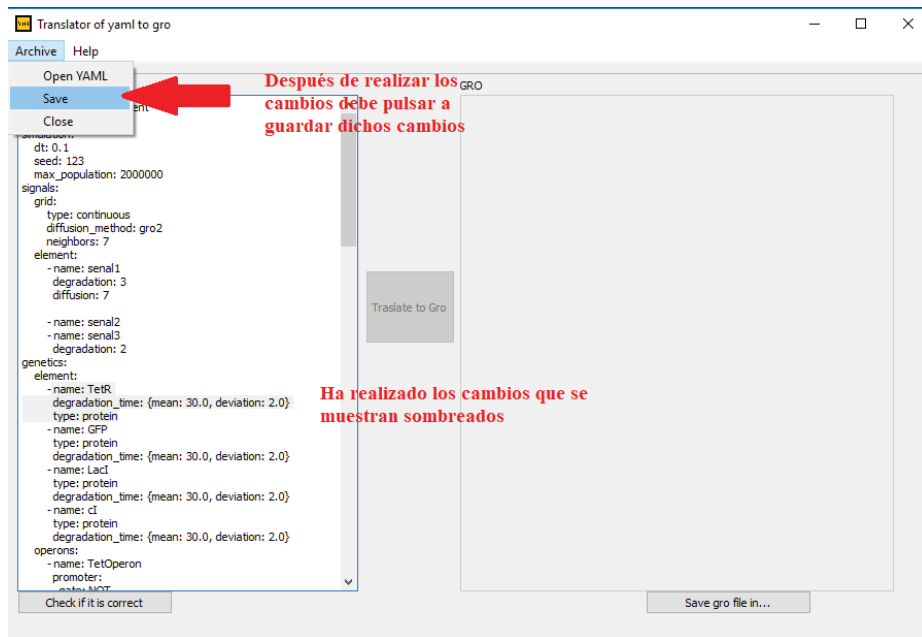 Translator of yaml to gro
Archive Help
Open YAML
Save
Close
Después de realizar los
cambios debe pulsar a
guardar dichos cambios
GRO
simulation:
dt: 0.1
seed: 123
max_population: 2000000
signals:
grid:
type: continuous
diffusion_method: gro2
neighbors: 7
element:
- name: senal1
degradation: 3
diffusion: 7
- name: senal2
- name: senal3
degradation: 2
genetics:
element:
- name: TetR
degradation_time: {mean: 30.0, deviation: 2.0}
type: protein
- name: GFP
type: protein
degradation_time: {mean: 30.0, deviation: 2.0}
- name: LacI
type: protein
degradation_time: {mean: 30.0, deviation: 2.0}
- name: cI
type: protein
degradation_time: {mean: 30.0, deviation: 2.0}
operons:
- name: TetOperon
promoter:
gate: NOT
Traslate to Gro
Ha realizado los cambios que se
muestran sombreados
Check if it is correct
Save gro file in...